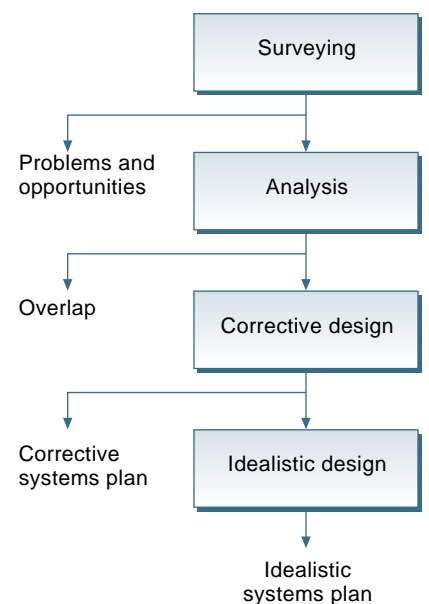 Surveying
Problems and
opportunities
Analysis
Overlap
Corrective design
Corrective
systems plan
Idealistic design
Idealistic
systems plan